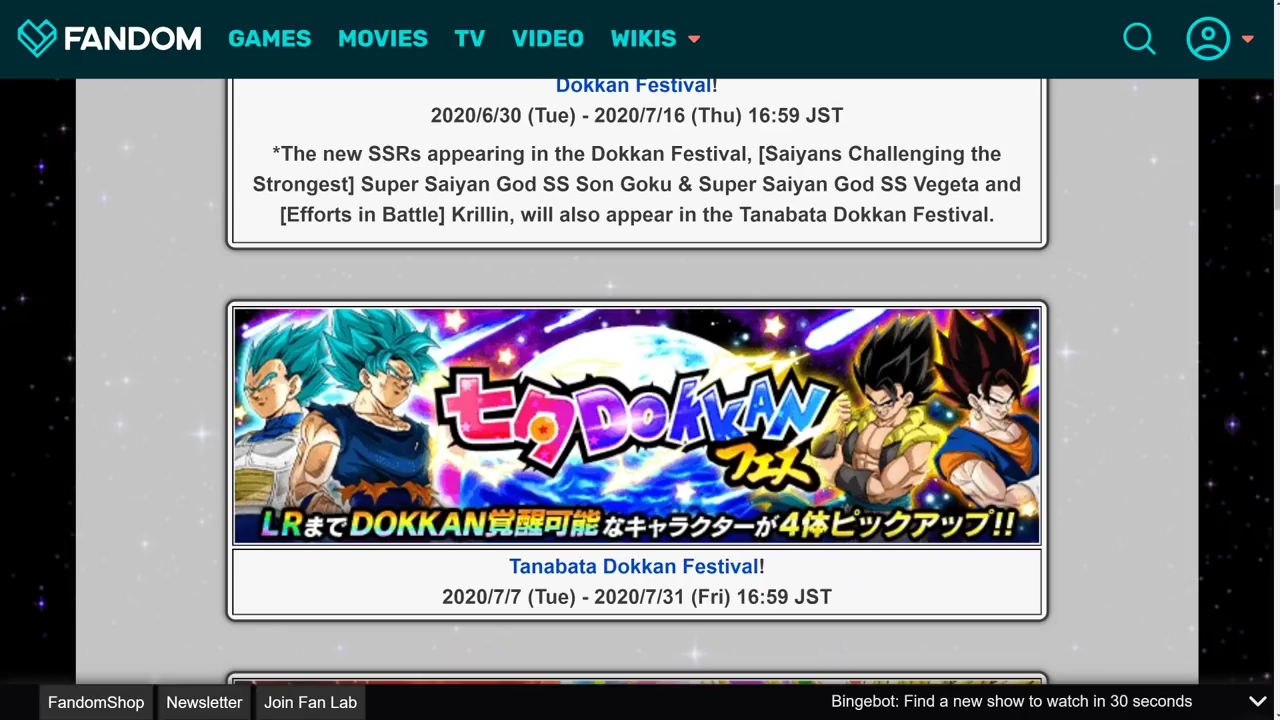 FANDOM GAMES MOVIES TV VIDEO WIKIS
Dokkan Festival!
2020/6/30 (Tue) - 2020/7/16 (Thu) 16:59 JST
*The new SSRs appearing in the Dokkan Festival, [Saiyans Challenging the
Strongest] Super Saiyan God SS Son Goku & Super Saiyan God SS Vegeta and
[Efforts in Battle] Krillin, will also appear in the Tanabata Dokkan Festival.
七夕DOKKAN
フェス
LRまでDOKKAN覚醒可能なキャラクターが4体ピックアップ!!
Tanabata Dokkan Festival!
2020/7/7 (Tue) - 2020/7/31 (Fri) 16:59 JST
FandomShop Newsletter Join Fan Lab Bingebot: Find a new show to watch in 30 seconds